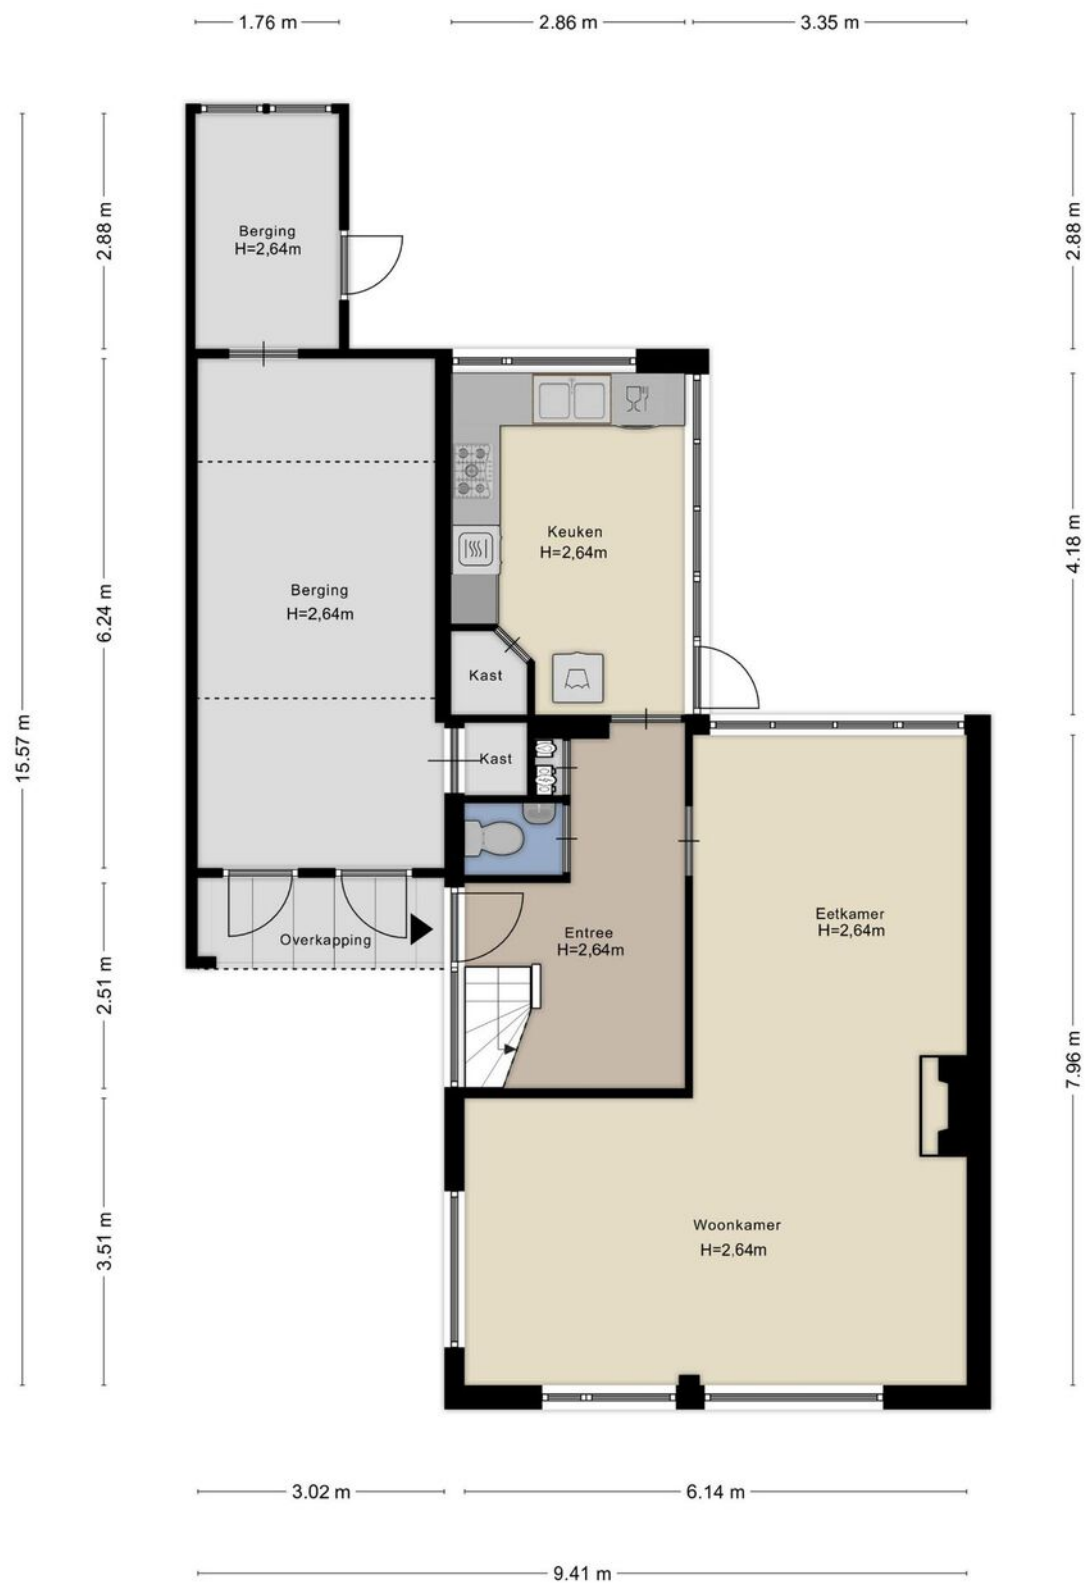 1.76 m
2.86 m
3.35 m
Berging
H=2,64m
2.88 m
2.88 m
Keuken
H=2,64m
4.18 m
Berging
H=2,64m
6.24 m
Kast
15.57 m
Kast
Eetkamer
H=2,64m
Entree
H=2,64m
Overkapping
2.51 m
7.96 m
Woonkamer
H=2,64m
3.51 m
3.02 m
6.14 m
9.41 m